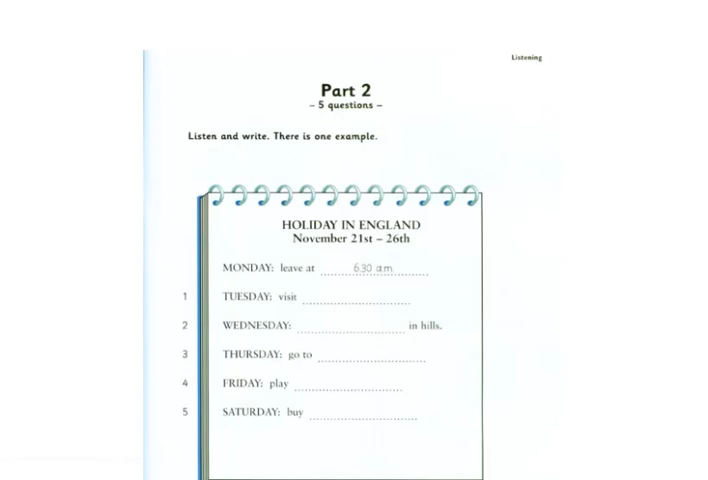 Listening
Part 2
– 5 questions –
Listen and write. There is one example.
HOLIDAY IN ENGLAND
November 21st – 26th
MONDAY: leave at 6.30 a.m.
1 TUESDAY: visit
2 WEDNESDAY: in hills.
3 THURSDAY: go to
4 FRIDAY: play
5 SATURDAY: buy